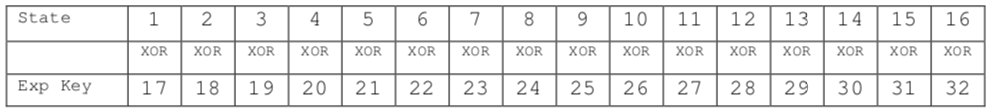 State 1 2 3 4 5 6 7 8 9 10 11 12 13 14 15 16
XOR XOR XOR XOR XOR XOR XOR XOR XOR XOR XOR XOR XOR XOR XOR XOR
Exp Key 17 18 19 20 21 22 23 24 25 26 27 28 29 30 31 32